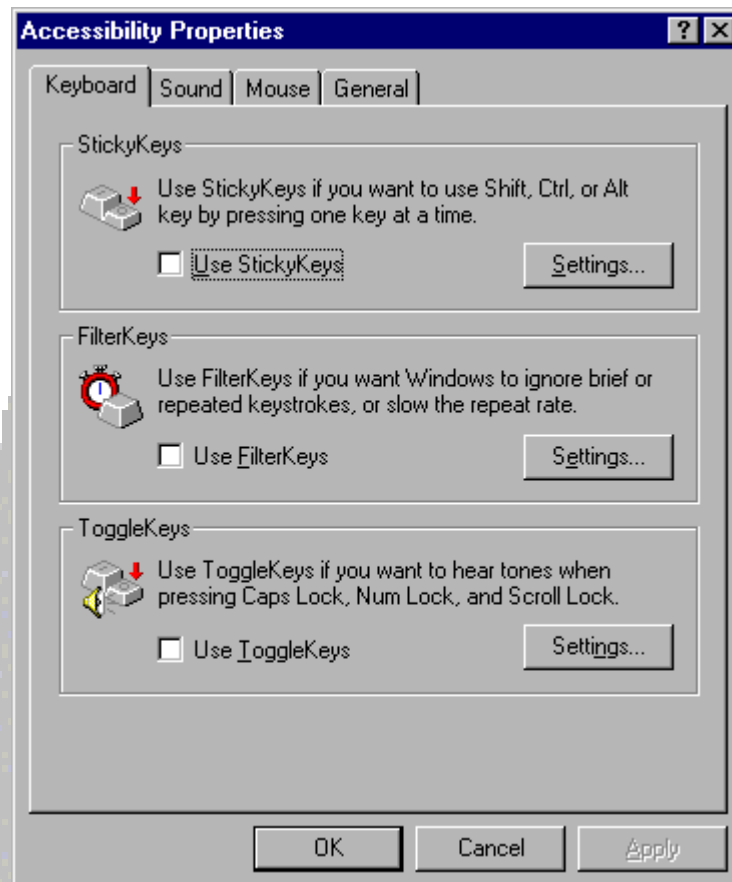 Accessibility Properties
Keyboard Sound Mouse General
StickyKeys
Use StickyKeys if you want to use Shift, Ctrl, or Alt
key by pressing one key at a time.
Use StickyKeys Settings...
FilterKeys
Use FilterKeys if you want Windows to ignore brief or
repeated keystrokes, or slow the repeat rate.
Use FilterKeys Settings...
ToggleKeys
Use ToggleKeys if you want to hear tones when
pressing Caps Lock, Num Lock, and Scroll Lock.
Use ToggleKeys Settings...
OK Cancel Apply